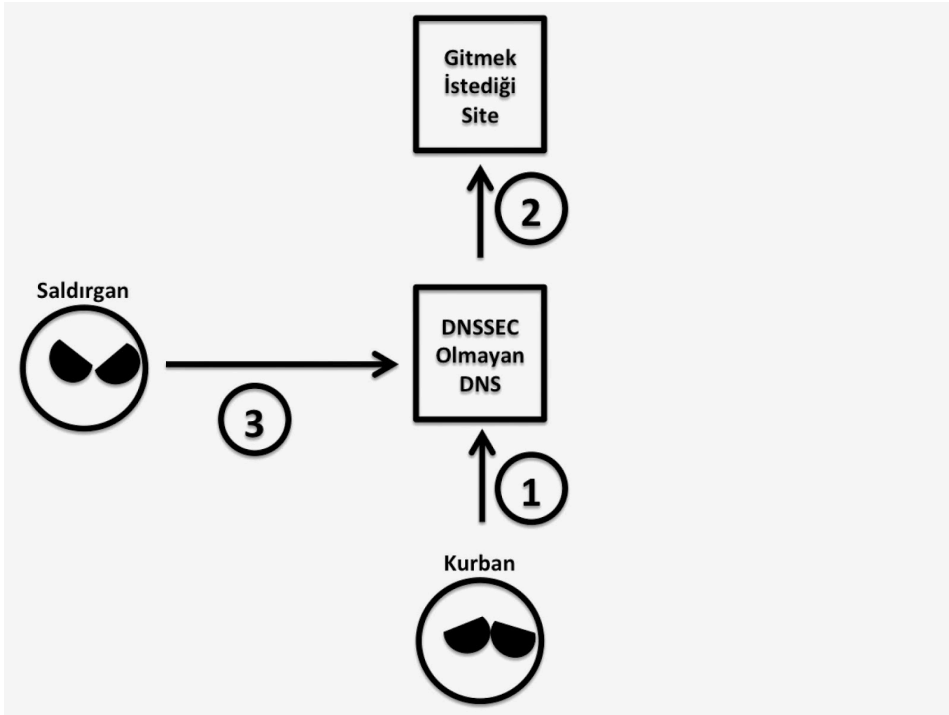 Gitmek
İstediği
Site
2
Saldırgan
DNSSEC
Olmayan
DNS
3
1
Kurban